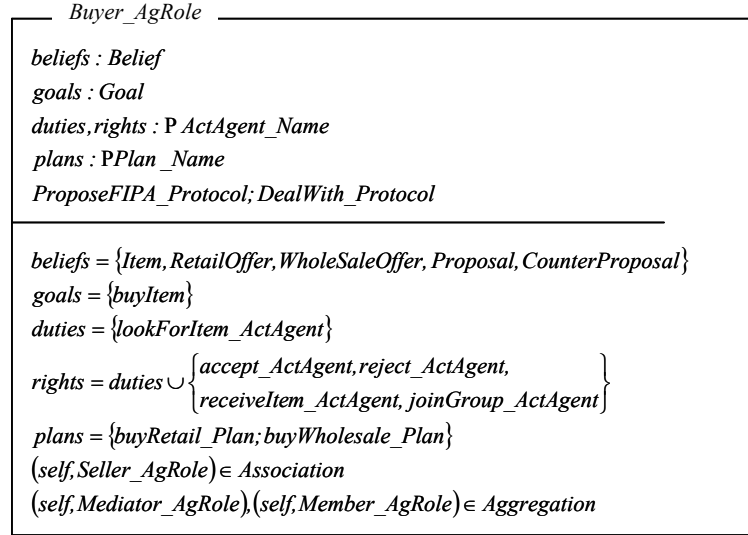 Buyer_AgRole
beliefs : Belief
goals : Goal
duties,rights : P ActAgent_Name
plans : PPlan _Name
ProposeFIPA_Protocol; DealWith_Protocol
beliefs = {Item, RetailOffer, WholeSaleOffer, Proposal, CounterProposal}
goals = {buyItem}
duties = {lookForItem_ActAgent}
rights = duties ∪ {accept_ActAgent, reject_ActAgent,
receiveItem_ActAgent, joinGroup_ActAgent}
plans = {buyRetail_Plan; buyWholesale_Plan}
(self, Seller_AgRole) ∈ Association
(self, Mediator_AgRole), (self, Member_AgRole) ∈ Aggregation